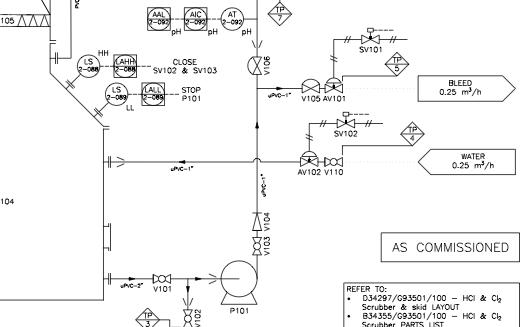 105
AAL
2-092
AIC
2-092
AT
2-092
pH
pH
pH
TP
7
HH
LS
2-088
LAHH
2-088
CLOSE
SV102 & SV103
LS
2-089
LALL
2-089
STOP
P101
LL
V106
SV101
TP
5
uPVC-1"
V105
AV101
BLEED
0.25 m³/h
SV102
TP
4
uPVC-1"
AV102
V110
WATER
0.25 m³/h
uPVC-1"
104
V104
V103
AS COMMISSIONED
uPVC-2"
V101
P101
TP
3
V102
REFER TO:
• D34297/G93501/100 – HCl & Cl₂
Scrubber & skid LAYOUT
• B34355/G93501/100 – HCl & Cl₂
Scrubber PARTS LIST